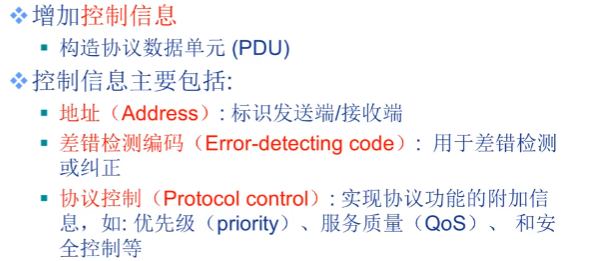 增加控制信息
构造协议数据单元 (PDU)
控制信息主要包括:
地址（Address）: 标识发送端/接收端
差错检测编码（Error-detecting code）: 用于差错检测
或纠正
协议控制（Protocol control）: 实现协议功能的附加信
息，如: 优先级（priority）、服务质量（QoS）、 和安
全控制等